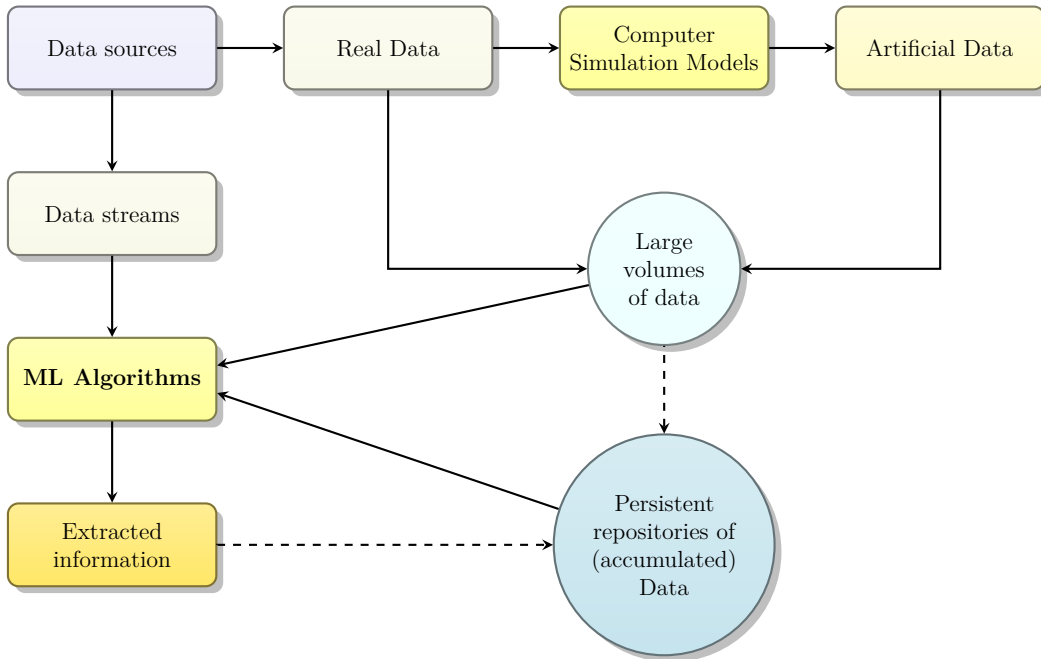 Data sources
Real Data
Computer
Simulation Models
Artificial Data
Data streams
Large
volumes
of data
ML Algorithms
Extracted
information
Persistent
repositories of
(accumulated)
Data